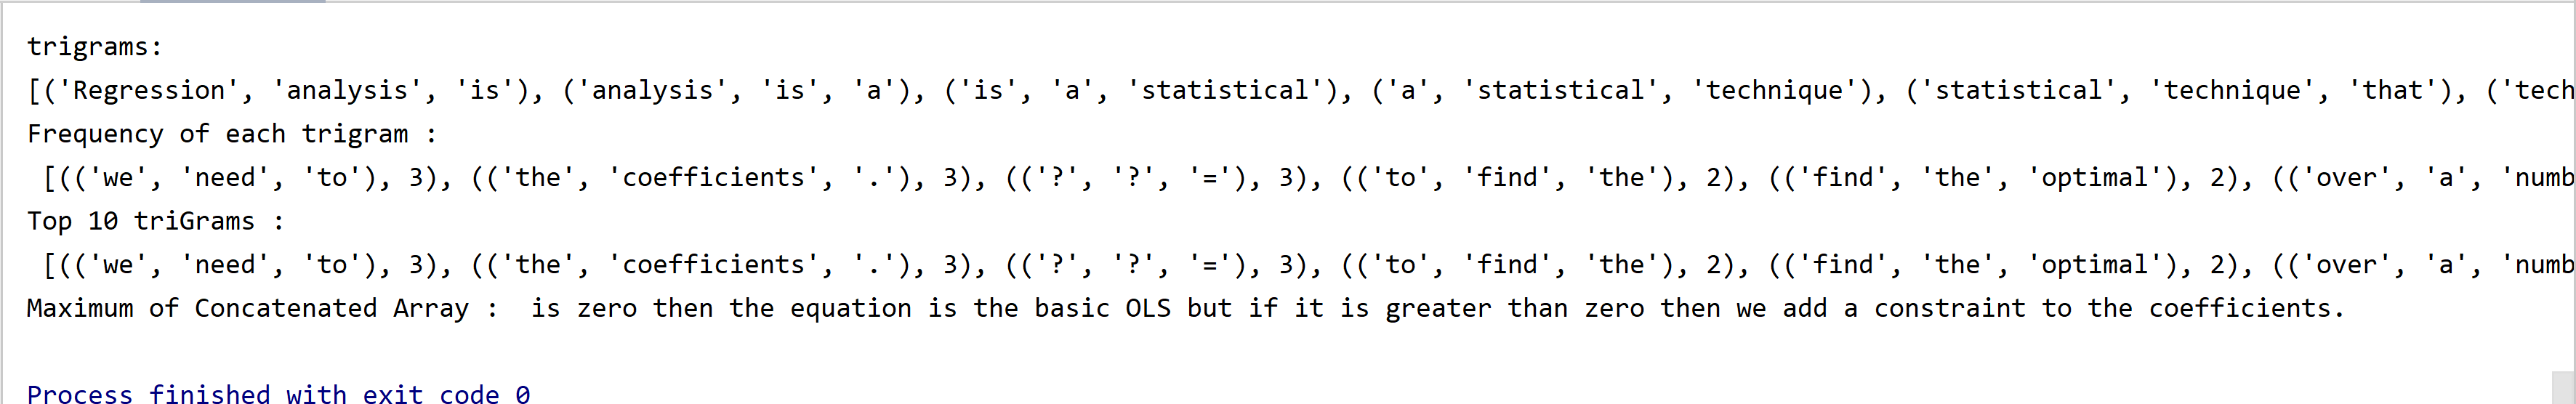 trigrams:
[('Regression', 'analysis', 'is'), ('analysis', 'is', 'a'), ('is', 'a', 'statistical'), ('a', 'statistical', 'technique'), ('statistical', 'technique', 'that'), ('tech
Frequency of each trigram :
[(('we', 'need', 'to'), 3), (('the', 'coefficients', '.'), 3), (('?', '?', '='), 3), (('to', 'find', 'the'), 2), (('find', 'the', 'optimal'), 2), (('over', 'a', 'numb
Top 10 triGrams :
[(('we', 'need', 'to'), 3), (('the', 'coefficients', '.'), 3), (('?', '?', '='), 3), (('to', 'find', 'the'), 2), (('find', 'the', 'optimal'), 2), (('over', 'a', 'numb
Maximum of Concatenated Array :  is zero then the equation is the basic OLS but if it is greater than zero then we add a constraint to the coefficients.
Process finished with exit code 0